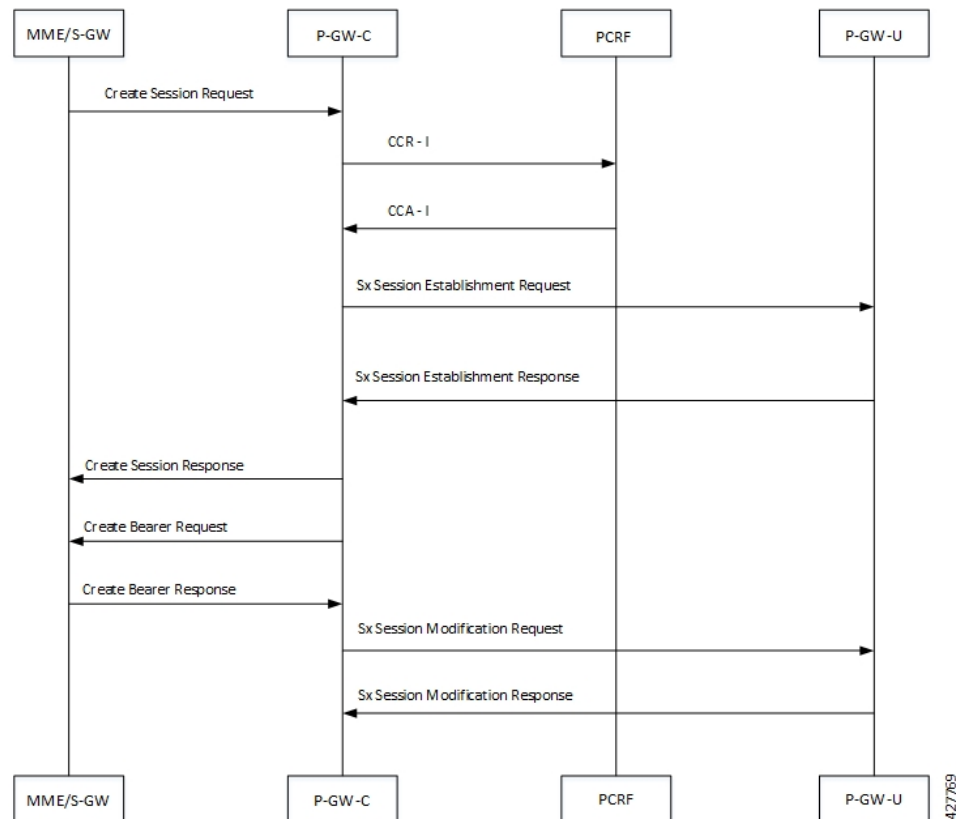 MME/S-GW
P-GW-C
PCRF
P-GW-U
Create Session Request
CCR - I
CCA - I
Sx Session Establishment Request
Sx Session Establishment Response
Create Session Response
Create Bearer Request
Create Bearer Response
Sx Session Modification Request
Sx Session Modification Response
MME/S-GW
P-GW-C
PCRF
P-GW-U
427769